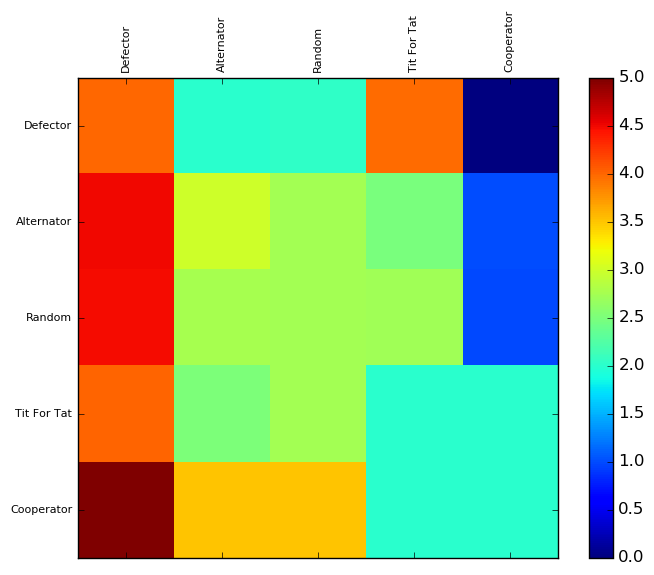 Defector
Alternator
Random
Tit For Tat
Cooperator
Defector
Alternator
Random
Tit For Tat
Cooperator
5.0
4.5
4.0
3.5
3.0
2.5
2.0
1.5
1.0
0.5
0.0